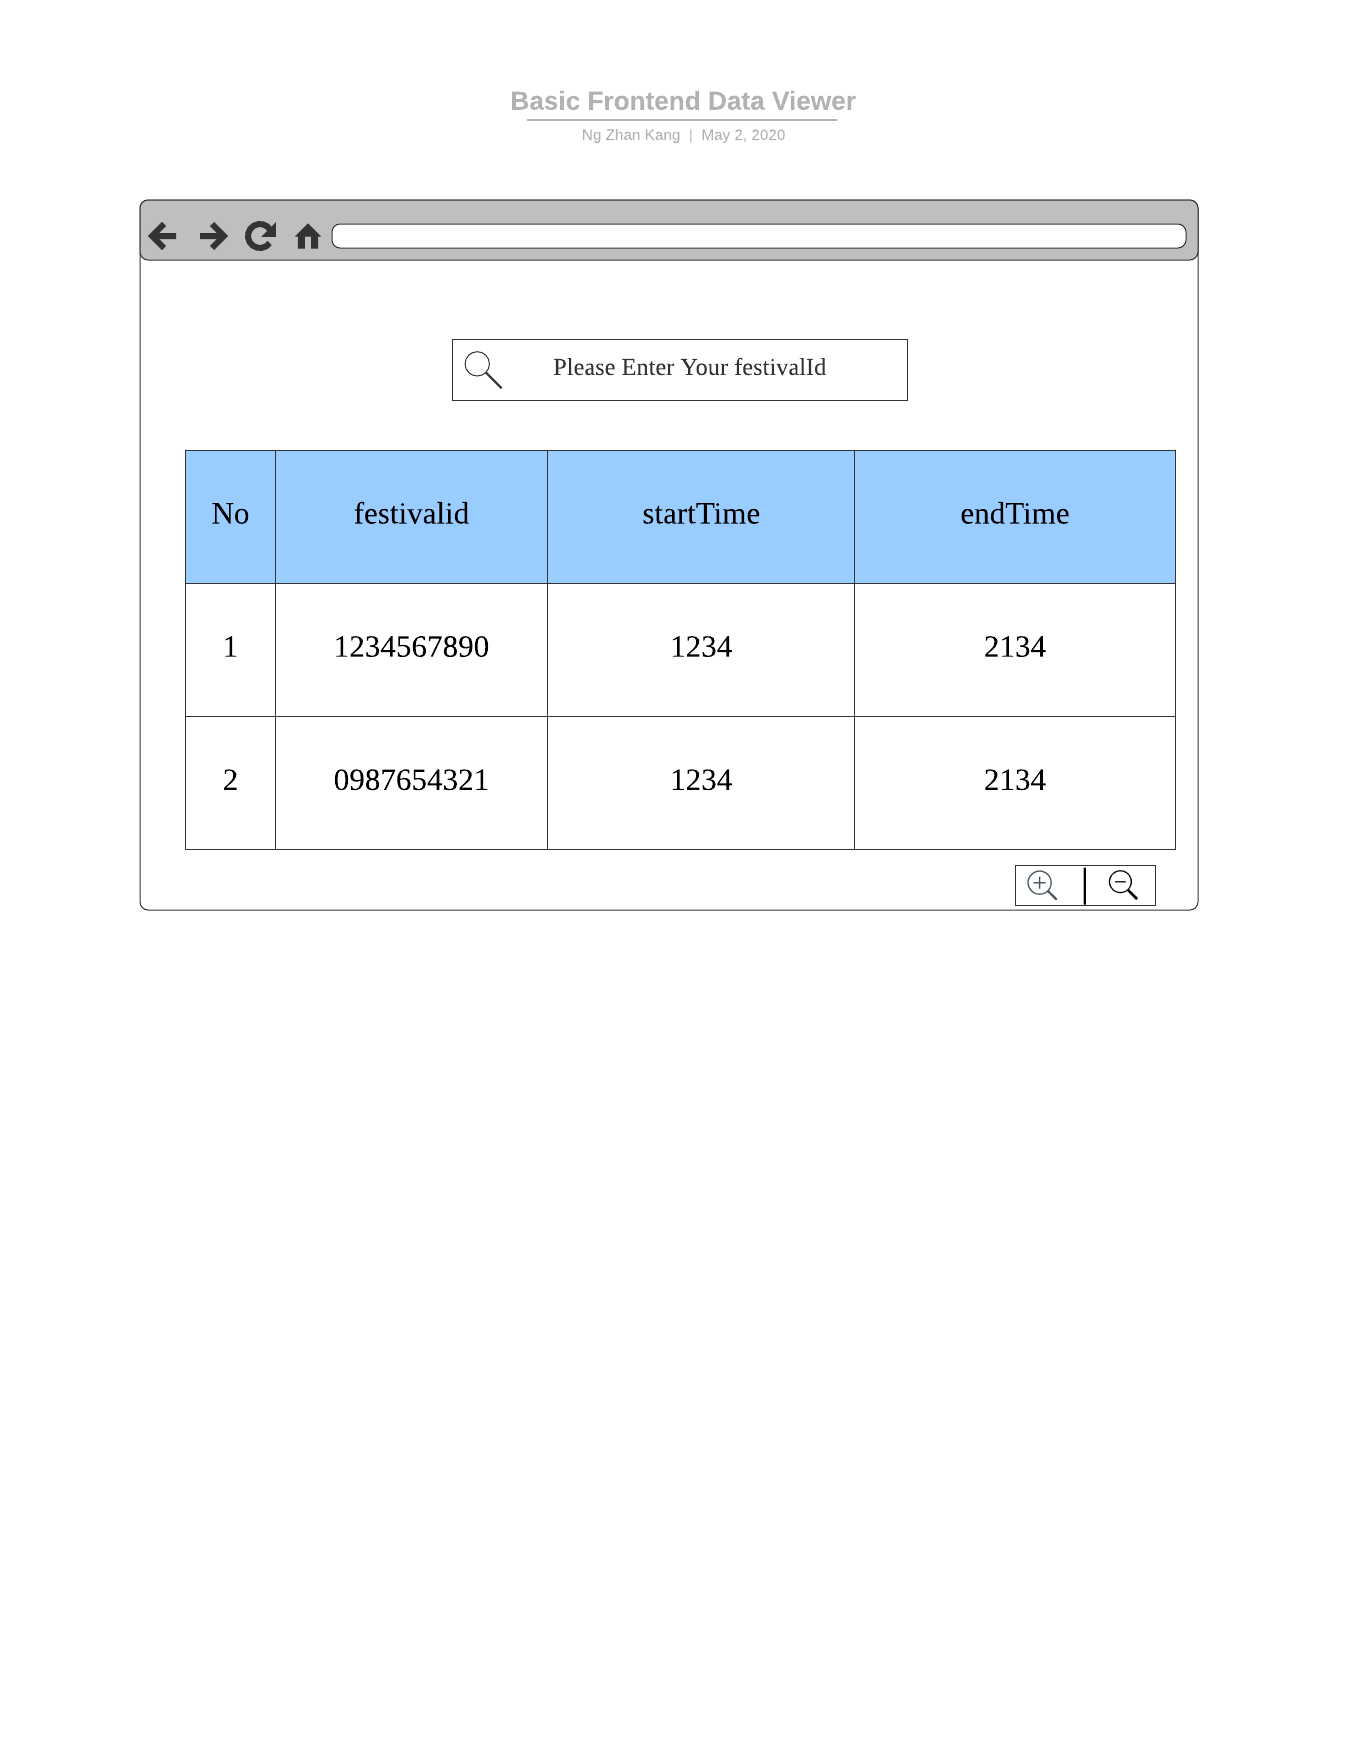 Basic Frontend Data Viewer
Ng Zhan Kang | May 2, 2020
Please Enter Your festivalId
No festivalid startTime endTime
1 1234567890 1234 2134
2 0987654321 1234 2134